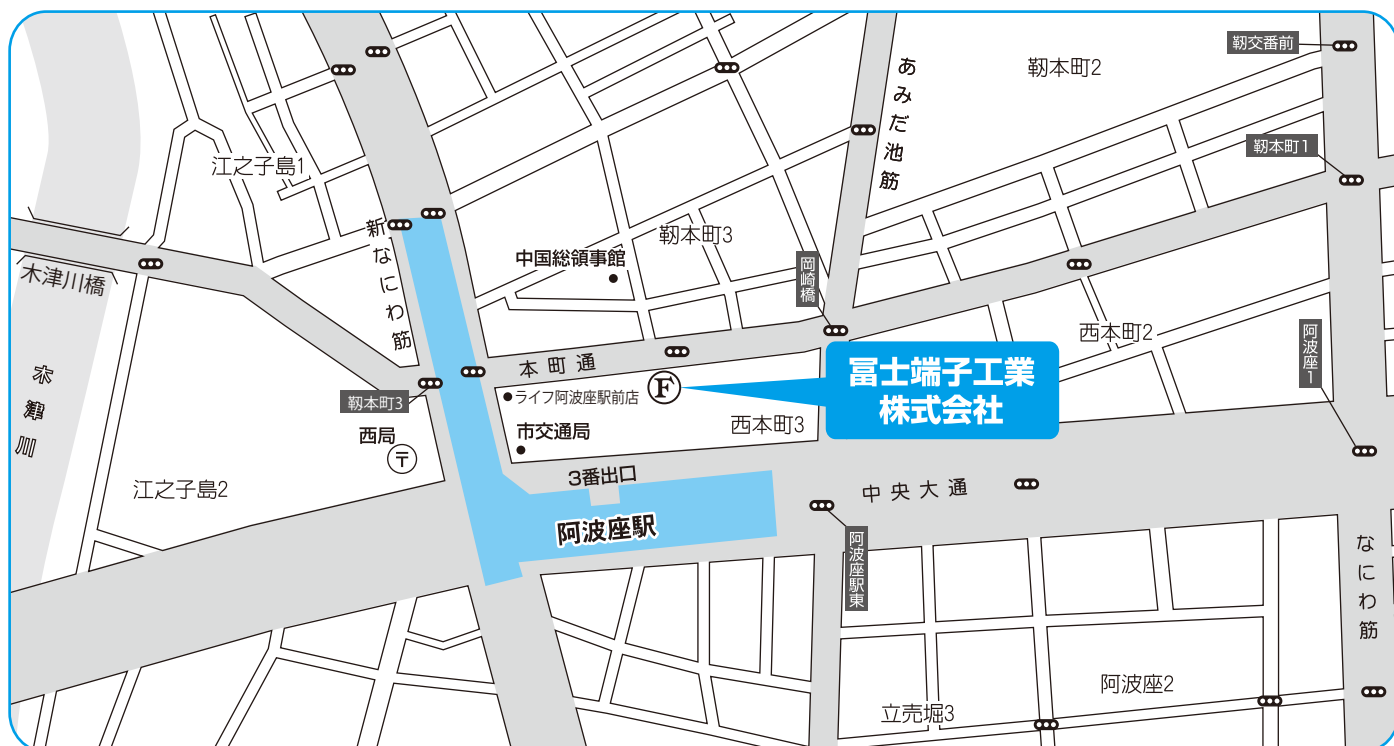 靭交番前
靭本町2
あみだ池筋
靭本町1
江之子島1
新なにわ筋
靭本町3
中国総領事館
岡崎橋
木津川橋
西本町2
阿波座1
本町通
冨士端子工業
株式会社
F
ライフ阿波座駅前店
靭本町3
木津川
西本町3
市交通局
西局
〒
3番出口
江之子島2
中央大通
阿波座駅
阿波座駅東
なにわ筋
阿波座2
立売堀3